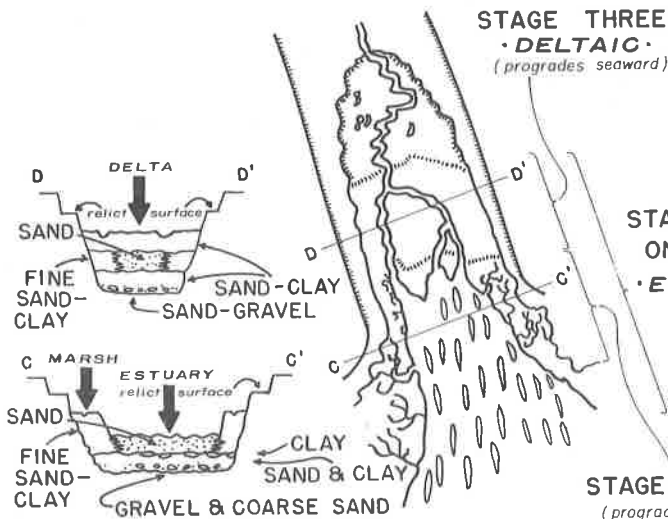 STAGE THREE
· DELTAIC ·
(progrades seaward)
DELTA
D D'
relict surface
SAND
FINE
SAND-
CLAY
SAND-CLAY
SAND-GRAVEL
D'
D
C'
C
STA
ON
· E
C MARSH C'
ESTUARY
relict surface
SAND
FINE
SAND-
CLAY
CLAY
SAND & CLAY
GRAVEL & COARSE SAND
STAGE
(prograd